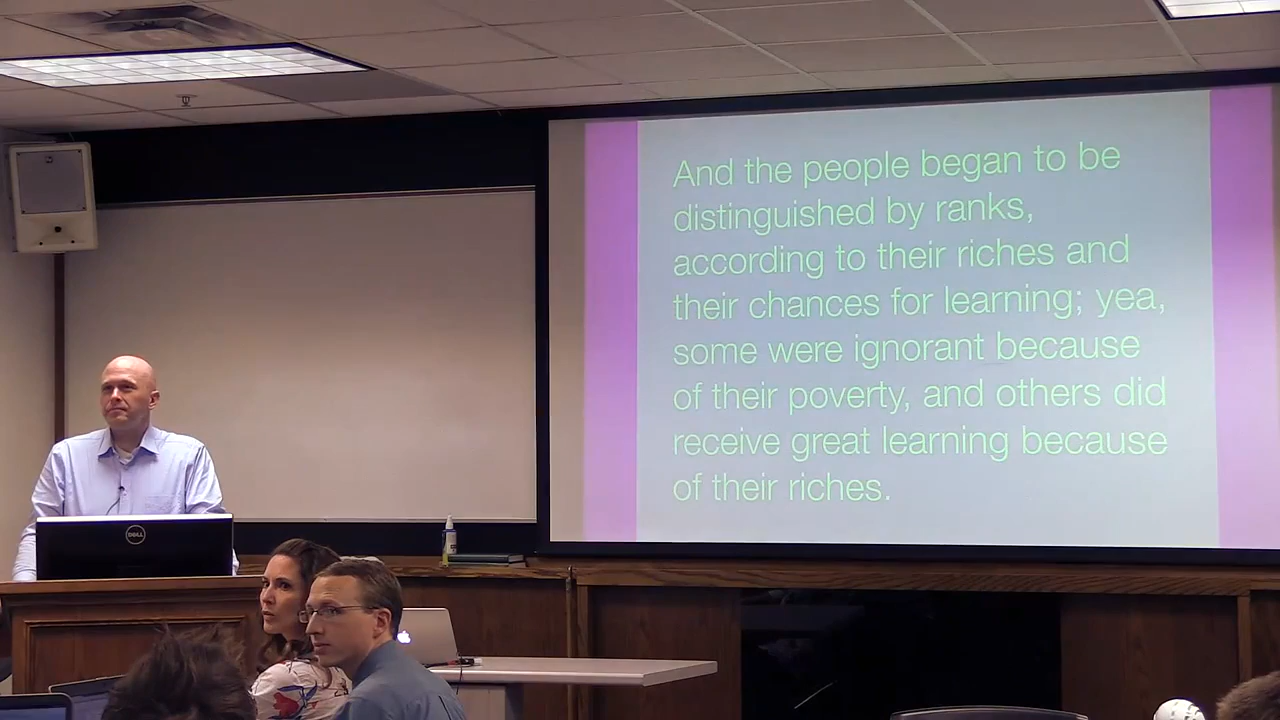 And the people began to be
distinguished by ranks,
according to their riches and
their chances for learning; yea,
some were ignorant because
of their poverty, and others did
receive great learning because
of their riches.
DELL